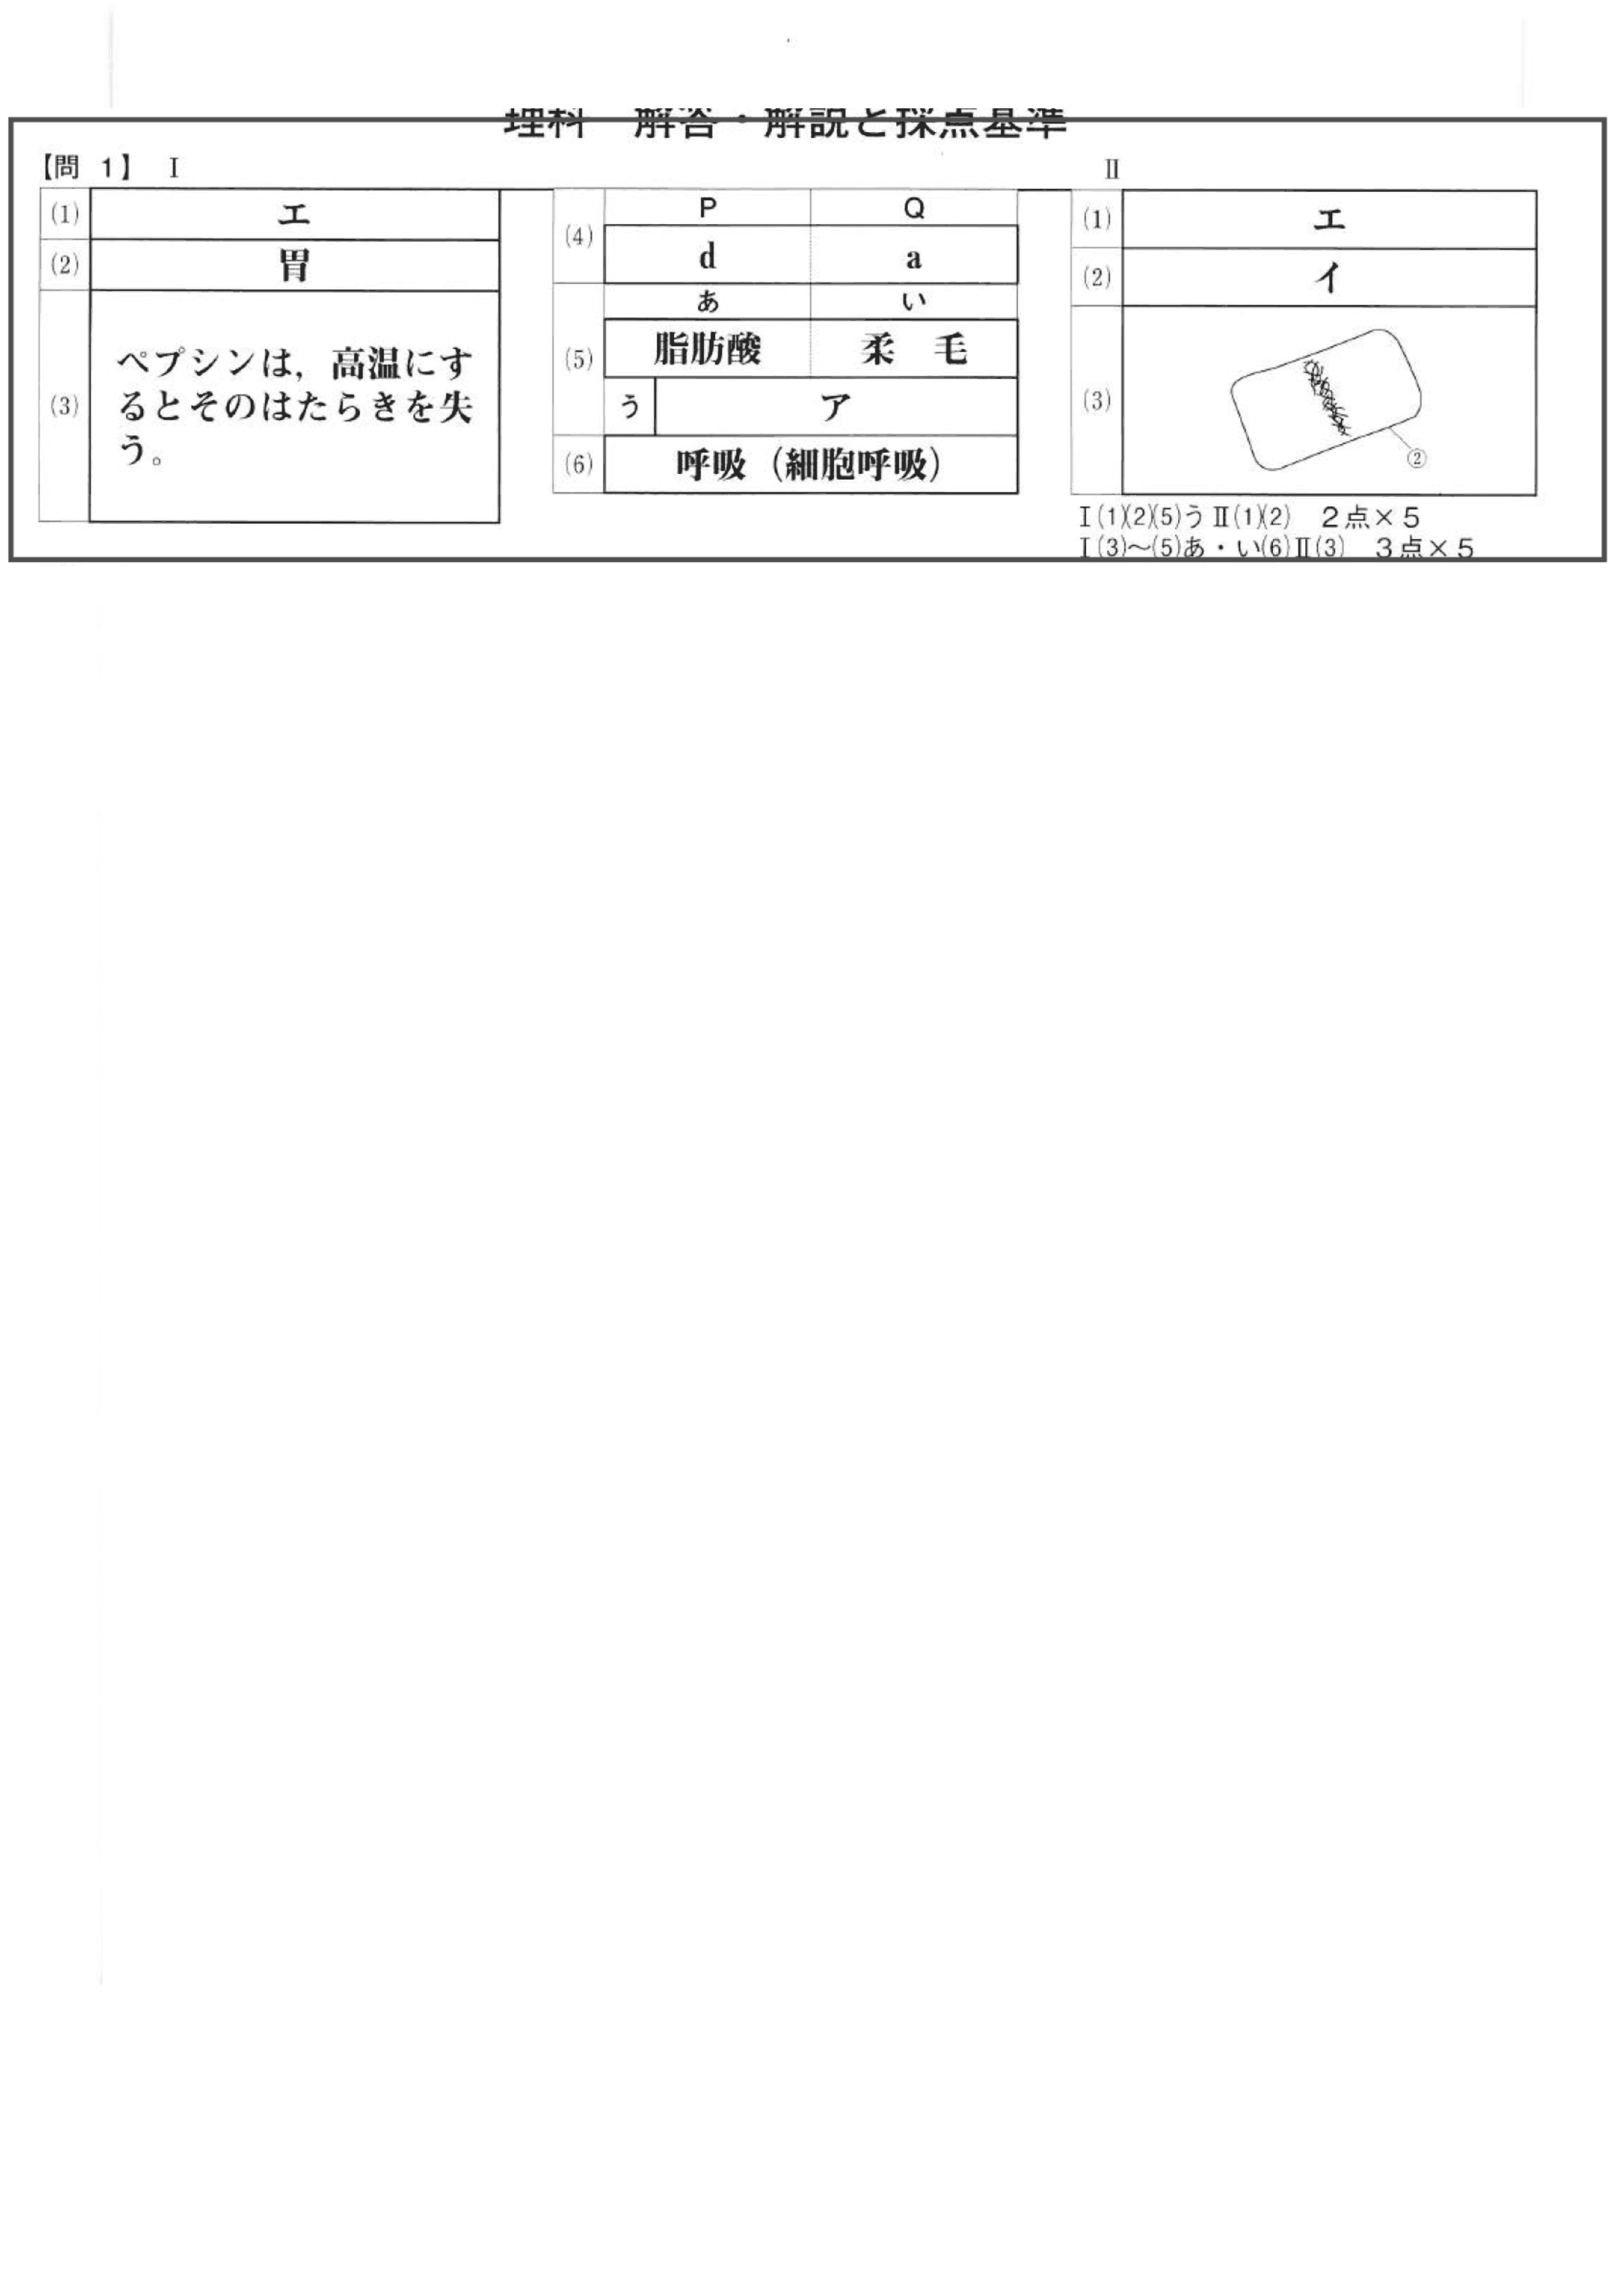 理科 解答・解説と採点基準
【問 1】 Ⅰ
(1) エ
(2) 胃
(3) ペプシンは，高温にす
るとそのはたらきを失
う。
(4) P Q
d a
(5) あ い
脂肪酸 柔 毛
う ア
(6) 呼吸（細胞呼吸）
Ⅱ
(1) エ
(2) イ
(3) ②
Ⅰ(1)(2)(5)うⅡ(1)(2) 2点×5
Ⅰ(3)～(5)あ・い(6)Ⅱ(3) 3点×5